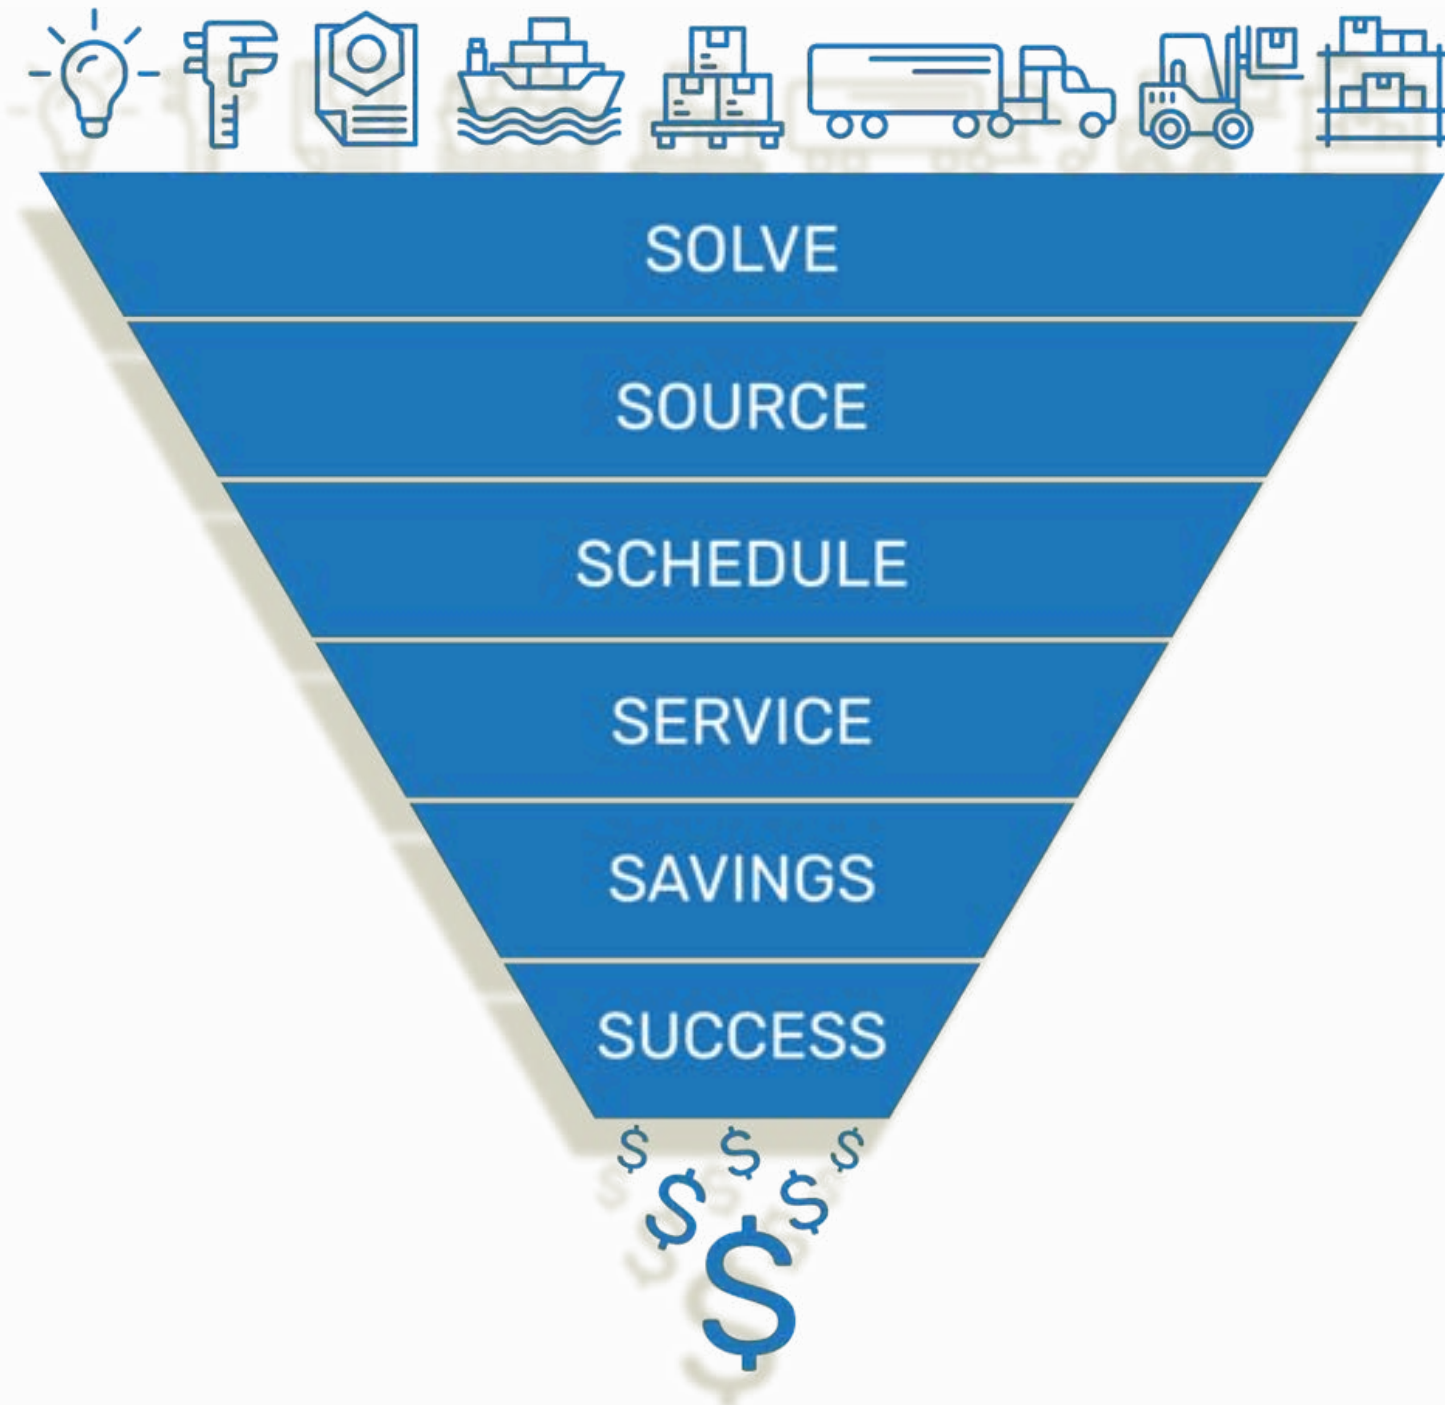 SOLVE
SOURCE
SCHEDULE
SERVICE
SAVINGS
SUCCESS
$ $ $
$ $
$